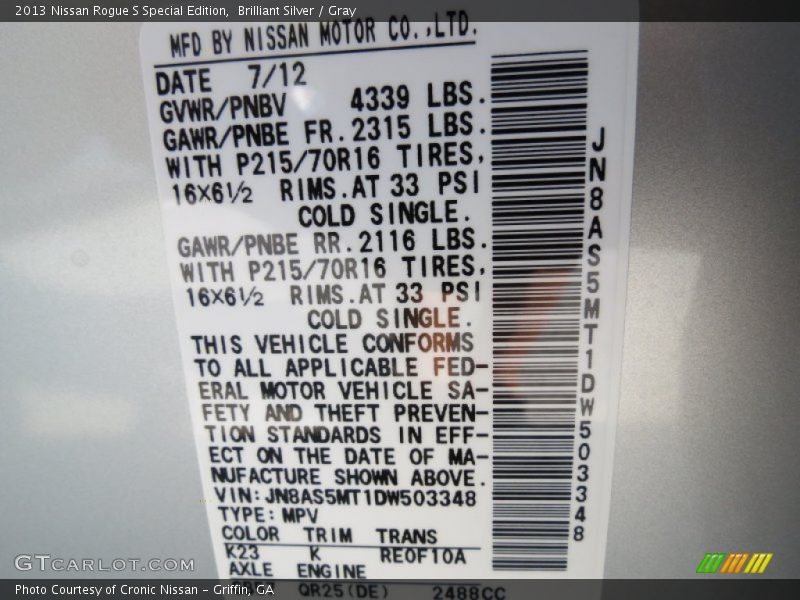 2013 Nissan Rogue S Special Edition,  Brilliant Silver / Gray
MFD BY NISSAN MOTOR CO.,LTD.
DATE 7/12
GVWR/PNBV 4339 LBS.
GAWR/PNBE FR.2315 LBS.
WITH P215/70R16 TIRES,
16X6½ RIMS.AT 33 PSI
COLD SINGLE.
GAWR/PNBE RR.2116 LBS.
WITH P215/70R16 TIRES,
16X6½ RIMS.AT 33 PSI
COLD SINGLE.
THIS VEHICLE CONFORMS
TO ALL APPLICABLE FED-
ERAL MOTOR VEHICLE SA-
FETY AND THEFT PREVEN-
TION STANDARDS IN EFF-
ECT ON THE DATE OF MA-
NUFACTURE SHOWN ABOVE.
VIN:JN8AS5MT1DW503348
TYPE:MPV
COLOR TRIM TRANS
K23 K RE0F10A
AXLE ENGINE
QR25(DE) 2488CC
JN8AS5MT1DW503348
GTCARLOT.COM
Photo Courtesy of Cronic Nissan - Griffin, GA